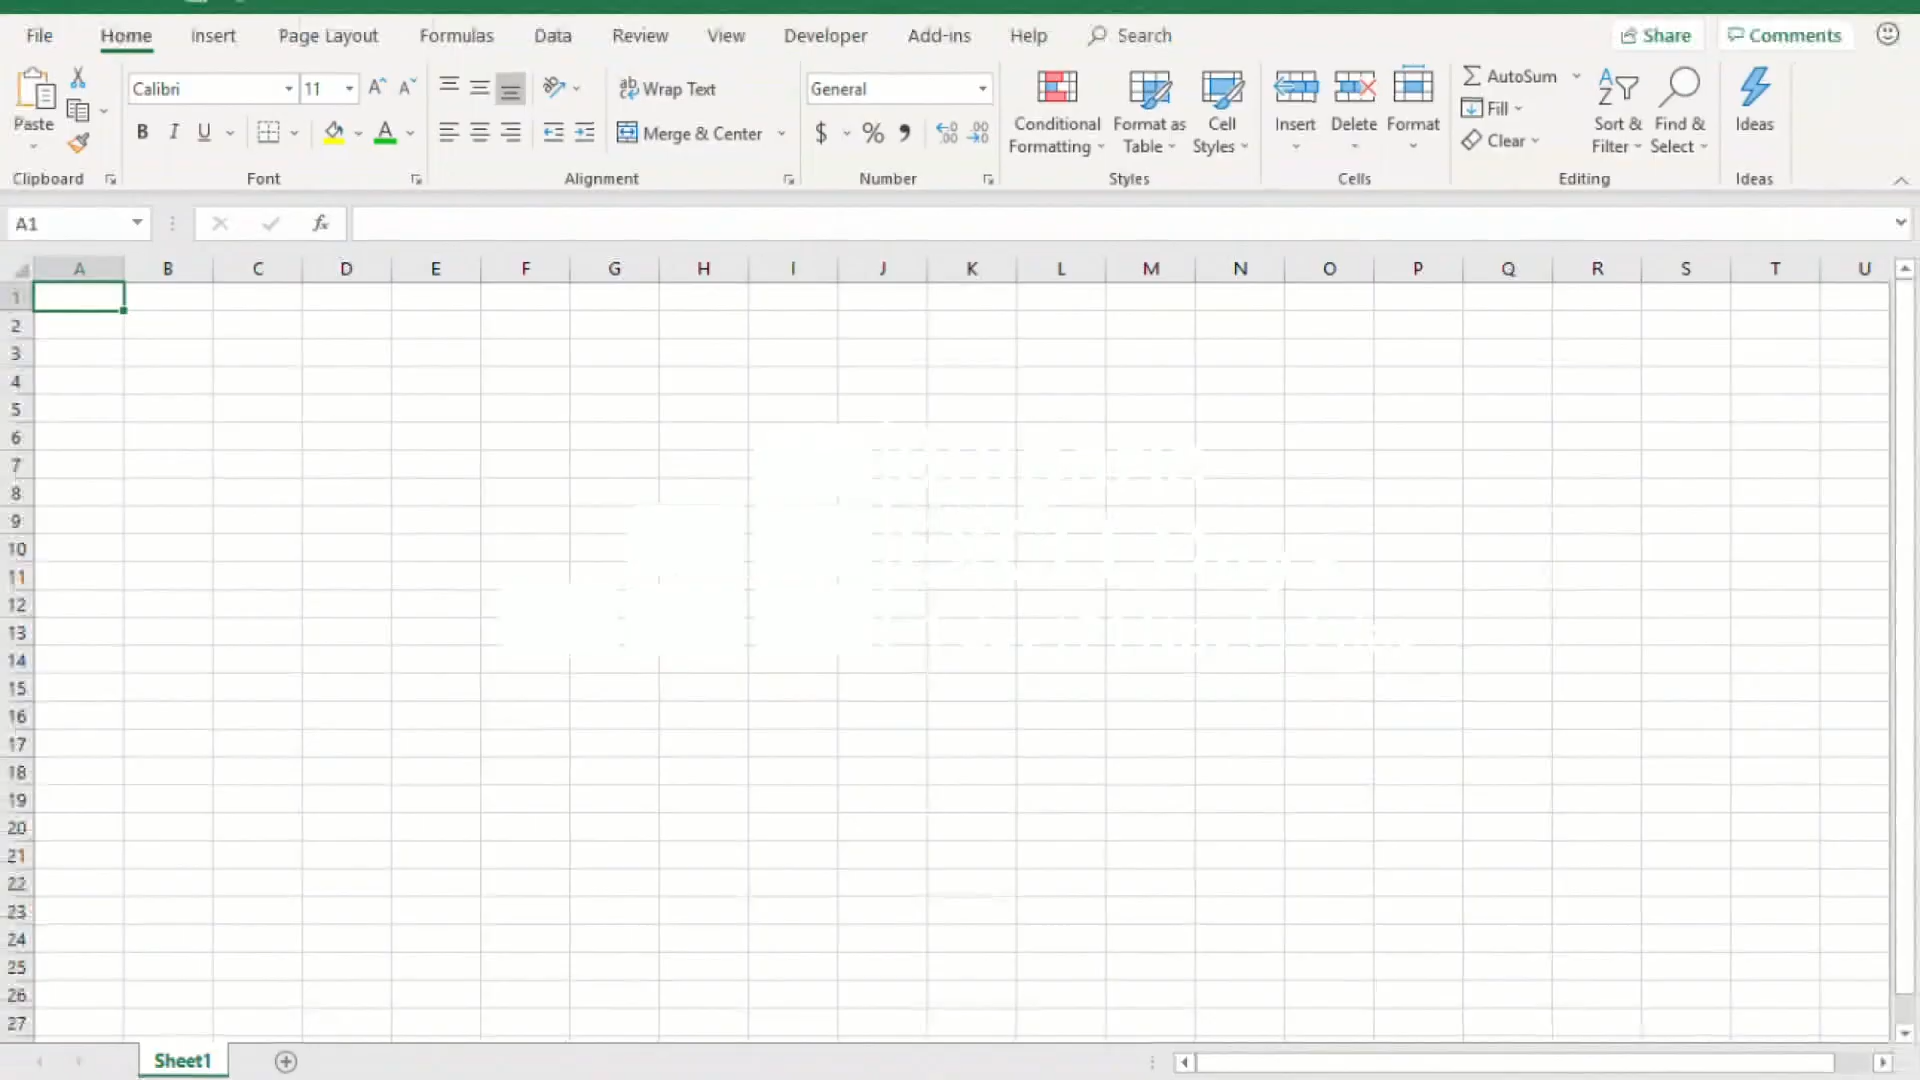 File Home Insert Page Layout Formulas Data Review View Developer Add-ins Help Search Share Comments
Paste
Calibri 11
Wrap Text
General
Conditional Formatting
Format as Table
Cell Styles
Insert Delete Format
AutoSum
Fill
Clear
Sort & Filter
Find & Select
Ideas
B I U
Merge & Center
$ % ,
Clipboard Font Alignment Number Styles Cells Editing Ideas
A1 fx
A B C D E F G H I J K L M N O P Q R S T U
1
2
3
4
5
6
7
8
9
10
11
12
13
14
15
16
17
18
19
20
21
22
23
24
25
26
27
Sheet1